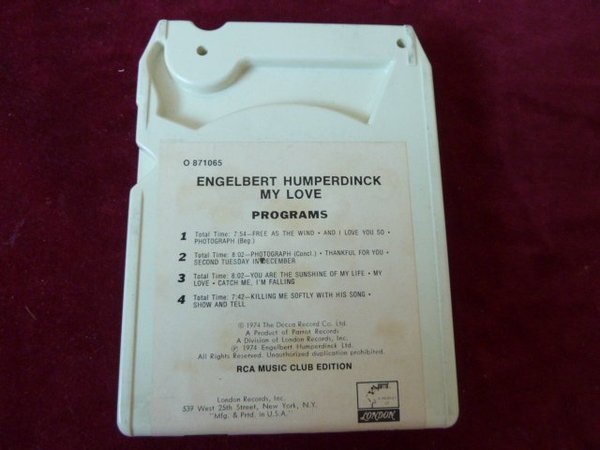 O 871065
ENGELBERT HUMPERDINCK
MY LOVE
PROGRAMS
1 Total Time: 7:54—FREE AS THE WIND • AND I LOVE YOU SO •
PHOTOGRAPH (Beg.)
2 Total Time: 8:02—PHOTOGRAPH (Concl.) • THANKFUL FOR YOU •
SECOND TUESDAY IN DECEMBER
3 Total Time: 8:02—YOU ARE THE SUNSHINE OF MY LIFE • MY
LOVE • CATCH ME, I'M FALLING
4 Total Time: 7:42—KILLING ME SOFTLY WITH HIS SONG •
SHOW AND TELL
© 1974 The Decca Record Co. Ltd.
A Product of Parrot Records
A Division of London Records, Inc.
℗ 1974 Engelbert Humperdinck Ltd.
All Rights Reserved. Unauthorized duplication prohibited.
RCA MUSIC CLUB EDITION
London Records, Inc.
539 West 25th Street, New York, N.Y.
"Mfg. & Prtd. in U.S.A."
A PRODUCT
OF
LONDON